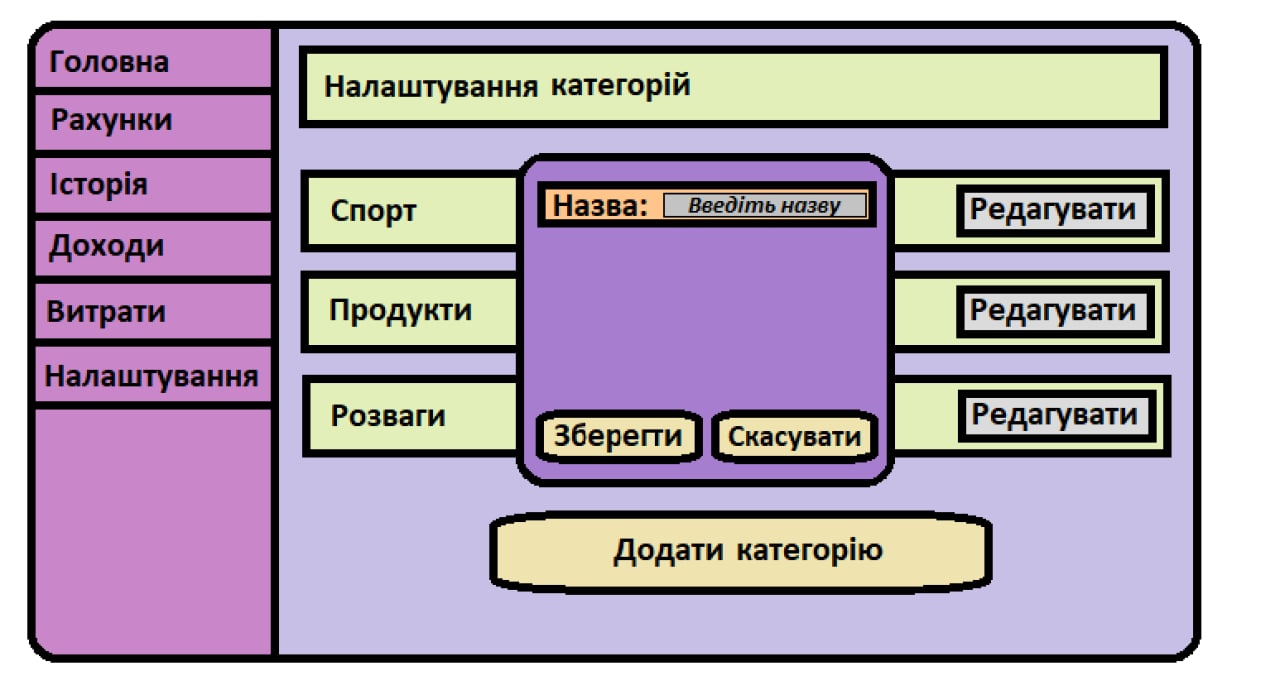 Головна
Рахунки
Історія
Доходи
Витрати
Налаштування
Налаштування категорій
Спорт
Редагувати
Продукти
Редагувати
Розваги
Редагувати
Назва: Введіть назву
Зберегти Скасувати
Додати категорію